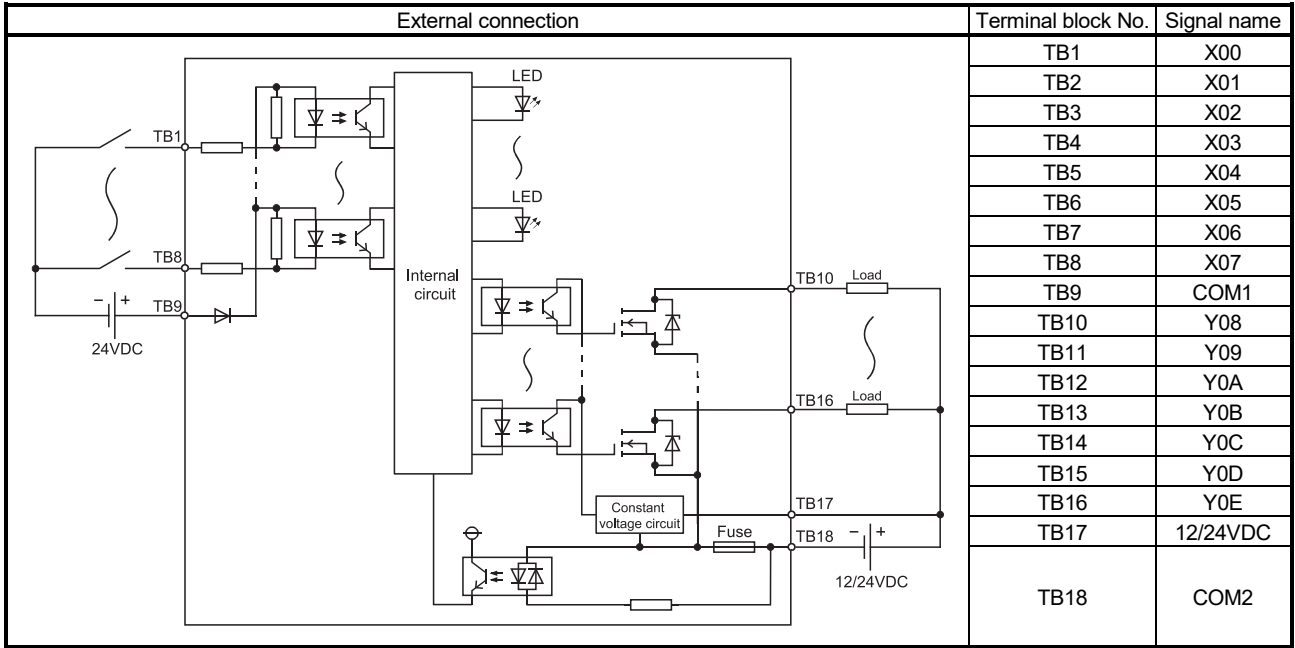 External connection
Terminal block No. Signal name
TB1 X00
TB2 X01
TB3 X02
TB4 X03
TB5 X04
TB6 X05
TB7 X06
TB8 X07
TB9 COM1
TB10 Y08
TB11 Y09
TB12 Y0A
TB13 Y0B
TB14 Y0C
TB15 Y0D
TB16 Y0E
TB17 12/24VDC
TB18 COM2
LED
TB1
LED
TB8
Internal
circuit
TB10 Load
− +
TB9
24VDC
TB16 Load
Constant
voltage circuit
TB17
Fuse
TB18 − +
12/24VDC